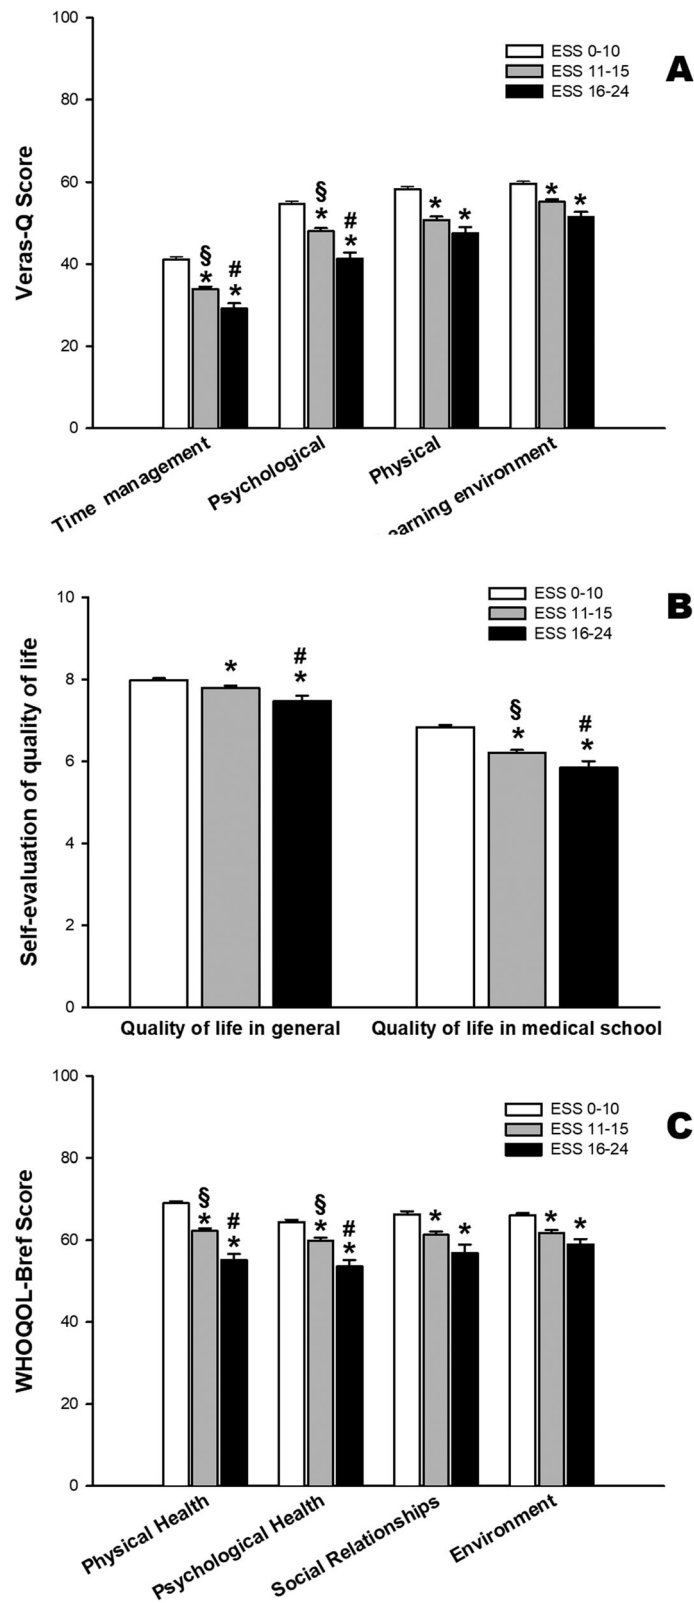 100
80
60
40
20
0
Veras-Q Score
ESS 0-10
ESS 11-15
ESS 16-24
A
§
*
#
*
§
*
#
*
*
*
*
*
Time management
Psychological
Physical
earning environment
10
8
6
4
2
0
Self-evaluation of quality of life
ESS 0-10
ESS 11-15
ESS 16-24
B
*
#
*
§
*
#
*
Quality of life in general
Quality of life in medical school
100
80
60
40
20
0
WHOQOL-Bref Score
ESS 0-10
ESS 11-15
ESS 16-24
C
§
*
#
*
§
*
#
*
*
*
*
*
Physical Health
Psychological Health
Social Relationships
Environment